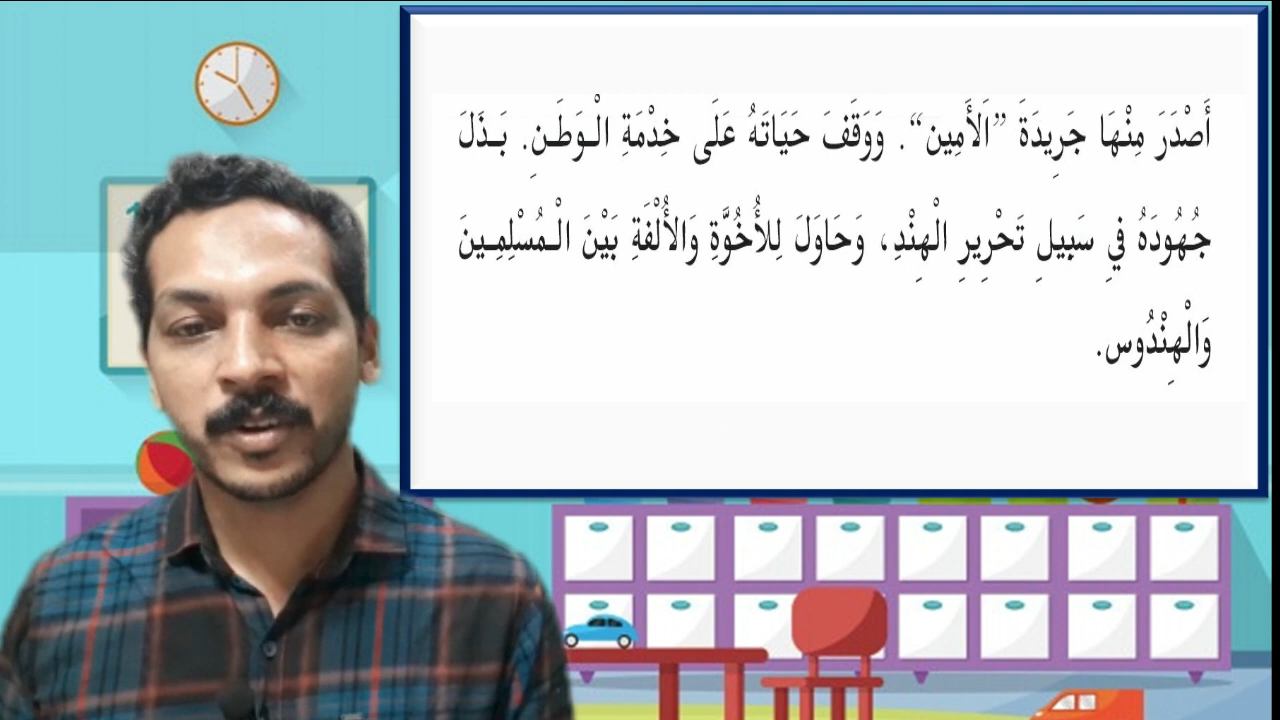 أَصْدَرَ مِنْهَا جَرِيدَةَ ”اَلأَمِين“. وَوَقَفَ حَيَاتَهُ عَلَى خِدْمَةِ الْوَطَنِ. بَذَلَ
جُهُودَهُ فِي سَبِيلِ تَحْرِيرِ الْهِنْدِ، وَحَاوَلَ لِلأُخُوَّةِ وَالأُلْفَةِ بَيْنَ الْمُسْلِمِينَ
وَالْهِنْدُوس.